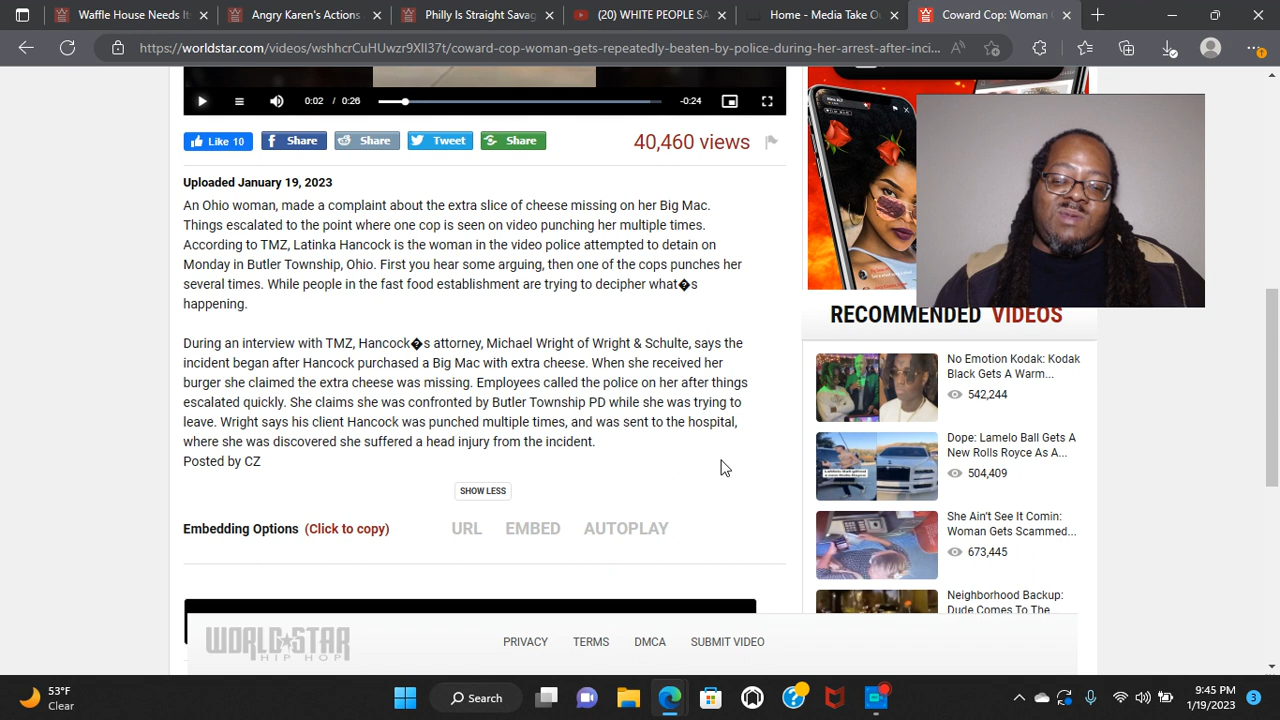 Waffle House Needs It
Angry Karen's Actions
Philly Is Straight Savag
(20) WHITE PEOPLE SA
Home - Media Take Ou
Coward Cop: Woman
https://worldstar.com/videos/wshhcrCuHUwzr9XlI37t/coward-cop-woman-gets-repeatedly-beaten-by-police-during-her-arrest-after-inci...
0:02 / 0:26
-0:24
Like 10
Share
Share
Tweet
Share
40,460 views
Uploaded January 19, 2023
An Ohio woman, made a complaint about the extra slice of cheese missing on her Big Mac.
Things escalated to the point where one cop is seen on video punching her multiple times.
According to TMZ, Latinka Hancock is the woman in the video police attempted to detain on
Monday in Butler Township, Ohio. First you hear some arguing, then one of the cops punches her
several times. While people in the fast food establishment are trying to decipher what�s
happening.
During an interview with TMZ, Hancock�s attorney, Michael Wright of Wright & Schulte, says the
incident began after Hancock purchased a Big Mac with extra cheese. When she received her
burger she claimed the extra cheese was missing. Employees called the police on her after things
escalated quickly. She claims she was confronted by Butler Township PD while she was trying to
leave. Wright says his client Hancock was punched multiple times, and was sent to the hospital,
where she was discovered she suffered a head injury from the incident.
Posted by CZ
SHOW LESS
Embedding Options (Click to copy) URL EMBED AUTOPLAY
RECOMMENDED VIDEOS
No Emotion Kodak: Kodak
Black Gets A Warm...
542,244
Dope: Lamelo Ball Gets A
New Rolls Royce As A...
504,409
She Ain't See It Comin:
Woman Gets Scammed...
673,445
Neighborhood Backup:
Dude Comes To The
WORLD STAR
HIP HOP
PRIVACY TERMS DMCA SUBMIT VIDEO
53°F
Clear
Search
9:45 PM
1/19/2023
3